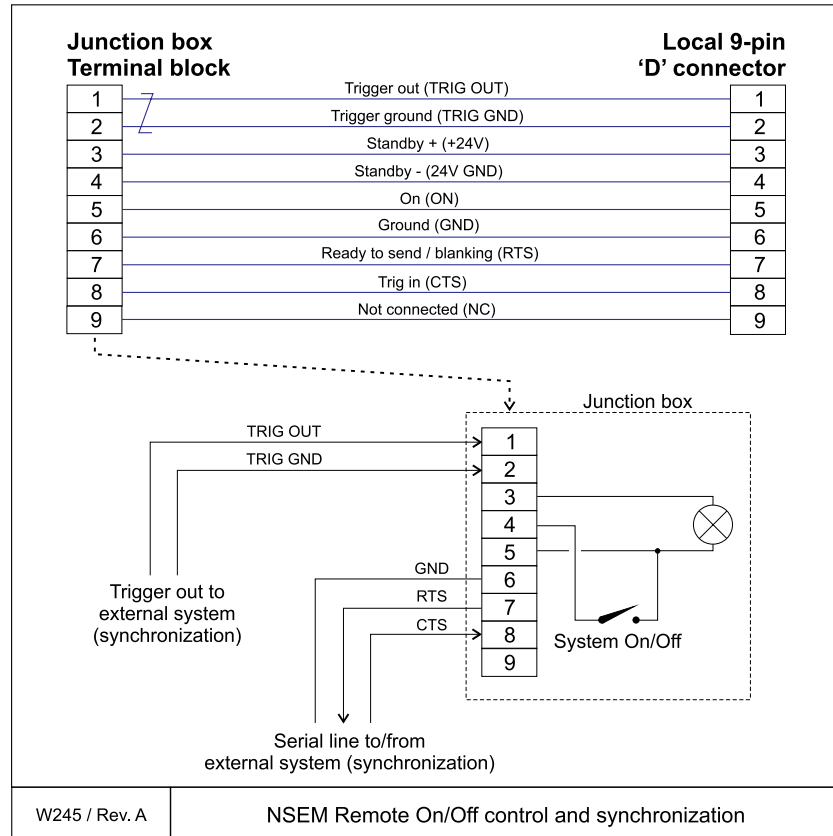 Junction box
Terminal block
Local 9-pin
‘D’ connector
1 Trigger out (TRIG OUT) 1
2 Trigger ground (TRIG GND) 2
3 Standby + (+24V) 3
4 Standby - (24V GND) 4
5 On (ON) 5
6 Ground (GND) 6
7 Ready to send / blanking (RTS) 7
8 Trig in (CTS) 8
9 Not connected (NC) 9
Junction box
TRIG OUT 1
TRIG GND 2
3
4
5
GND 6
RTS 7
CTS 8
9
System On/Off
Trigger out to
external system
(synchronization)
Serial line to/from
external system (synchronization)
W245 / Rev. A
NSEM Remote On/Off control and synchronization